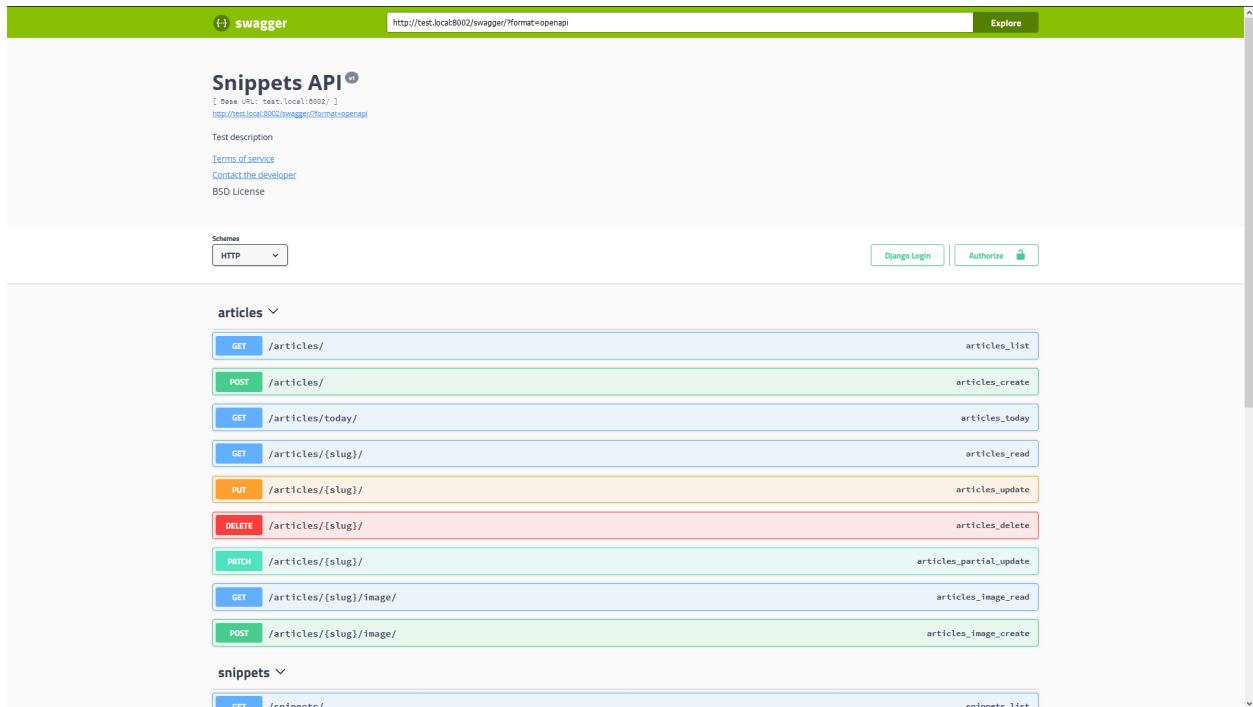 swagger http://test.local:8002/swagger/?format=openapi Explore
Snippets API v1
[ Base URL: test.local:8002/ ]
http://test.local:8002/swagger/?format=openapi
Test description
Terms of service
Contact the developer
BSD License
Schemes
HTTP Django Login Authorize
articles
GET /articles/ articles_list
POST /articles/ articles_create
GET /articles/today/ articles_today
GET /articles/{slug}/ articles_read
PUT /articles/{slug}/ articles_update
DELETE /articles/{slug}/ articles_delete
PATCH /articles/{slug}/ articles_partial_update
GET /articles/{slug}/image/ articles_image_read
POST /articles/{slug}/image/ articles_image_create
snippets
GET /snippets/ snippets_list